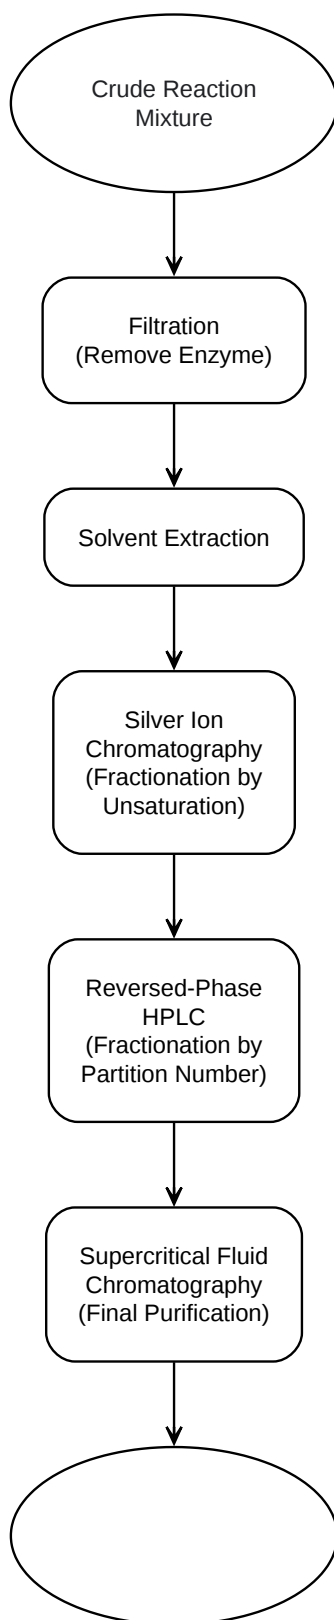 Crude Reaction
Mixture
Filtration
(Remove Enzyme)
Solvent Extraction
Silver Ion
Chromatography
(Fractionation by
Unsaturation)
Reversed-Phase
HPLC
(Fractionation by
Partition Number)
Supercritical Fluid
Chromatography
(Final Purification)